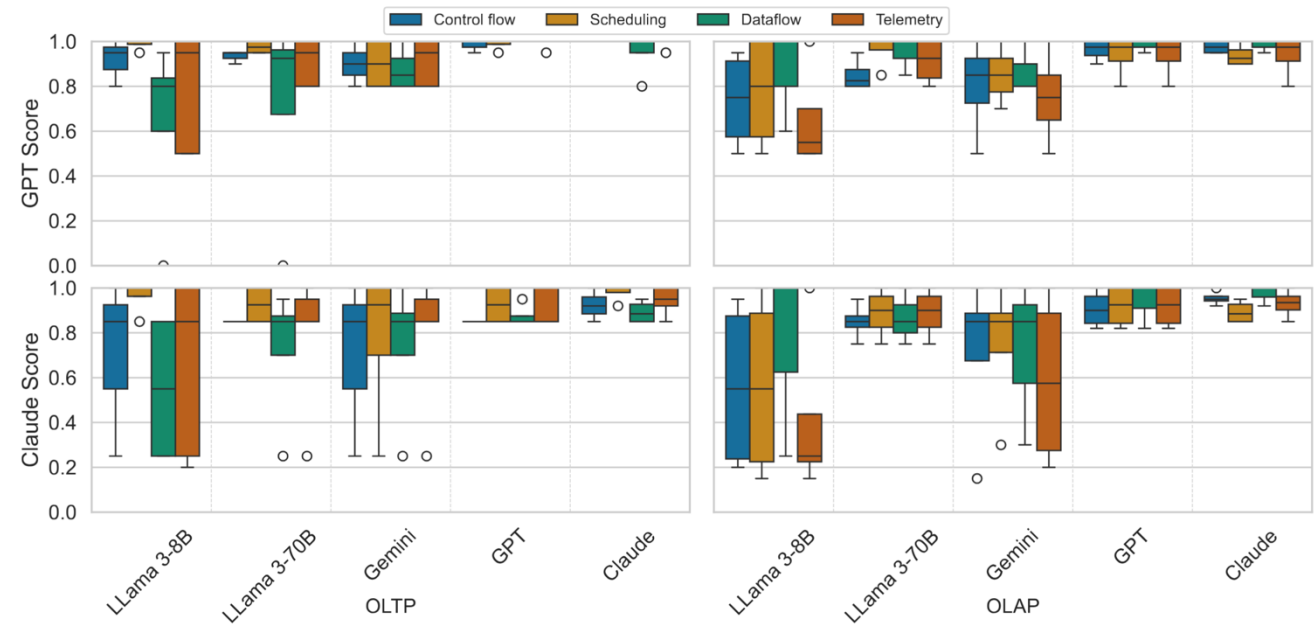 Control flow Scheduling Dataflow Telemetry
GPT Score
1.0
0.8
0.6
0.4
0.2
0.0
Claude Score
1.0
0.8
0.6
0.4
0.2
0.0
LLama 3-8B LLama 3-70B Gemini GPT Claude
OLTP
LLama 3-8B LLama 3-70B Gemini GPT Claude
OLAP